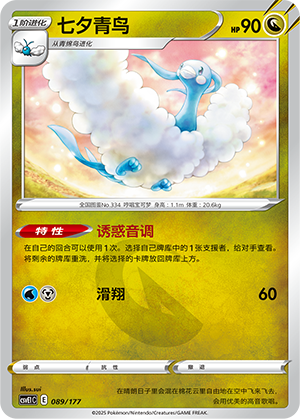 1阶进化
七夕青鸟
HP90
从青绵鸟进化
全国图鉴No.334 哼唱宝可梦 身高：1.1m 体重：20.6kg
特性 诱惑音调
在自己的回合可以使用1次。选择自己牌库中的1张支援者，给对手查看。
将剩余的牌库重洗，并将选择的卡牌放回牌库上方。
滑翔 60
弱点 抵抗力 撤退
illus.sui
E 089/177
在晴朗日子里会混在棉花云里自由地在空中飞来飞去，
会用优美的高音歌唱。
©2025 Pokémon/Nintendo/Creatures/GAME FREAK.